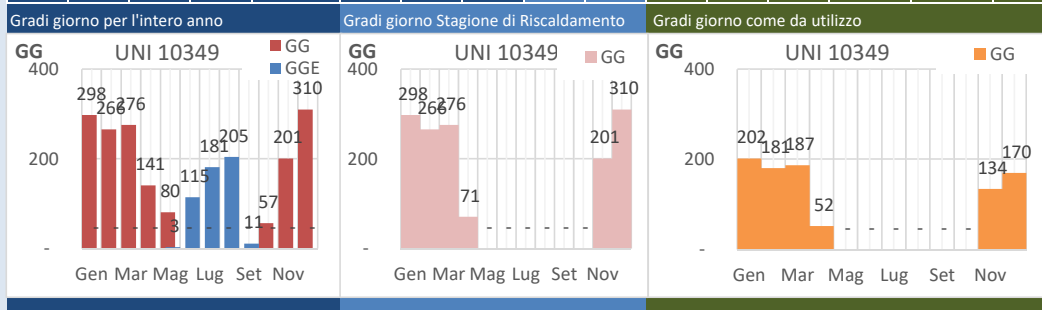 Gradi giorno per l'intero anno
GG
UNI 10349
GG
GGE
400
200
-
298
266
276
141
80
3
115
181
205
11
57
201
310
- - - - - - - - - - - -
Gen Mar Mag Lug Set Nov
Gradi giorno Stagione di Riscaldamento
GG
UNI 10349
GG
400
200
-
298
266
276
71
- - - - - -
201
310
Gen Mar Mag Lug Set Nov
Gradi giorno come da utilizzo
GG
UNI 10349
GG
400
200
-
202
181
187
52
- - - - - -
134
170
Gen Mar Mag Lug Set Nov